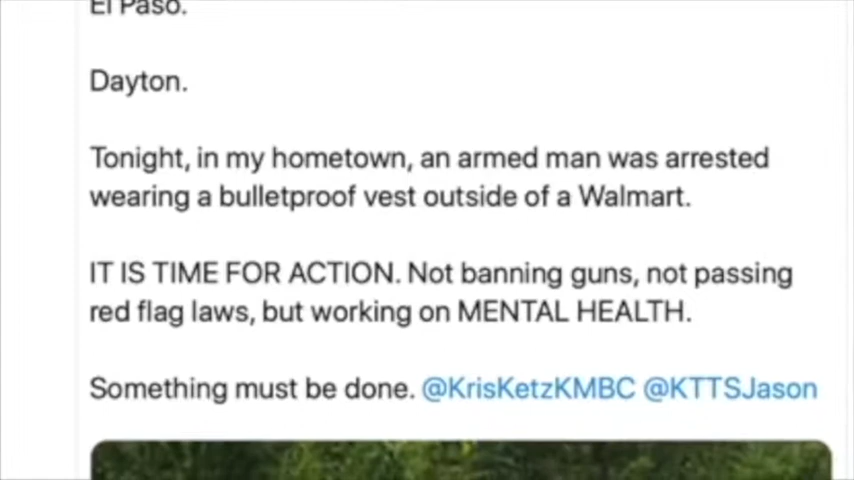 El Paso.
Dayton.
Tonight, in my hometown, an armed man was arrested
wearing a bulletproof vest outside of a Walmart.
IT IS TIME FOR ACTION. Not banning guns, not passing
red flag laws, but working on MENTAL HEALTH.
Something must be done. @KrisKetzKMBC @KTTSJason